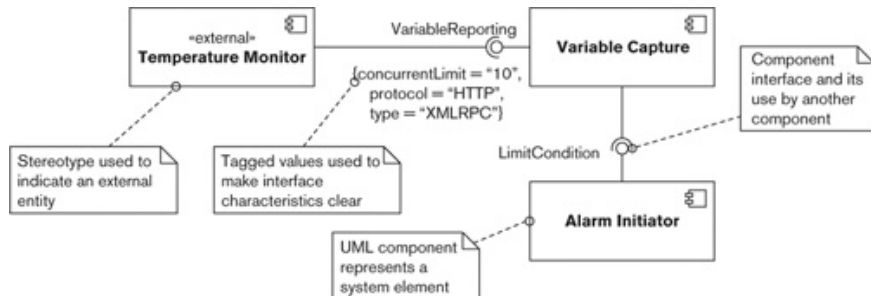 VariableReporting
«external»
Temperature Monitor
Variable Capture
Component
interface and its
use by another
component
{concurrentLimit = “10”,
protocol = “HTTP”,
type = “XMLRPC”}
Stereotype used to
indicate an external
entity
Tagged values used to
make interface
characteristics clear
LimitCondition
Alarm Initiator
UML component
represents a
system element